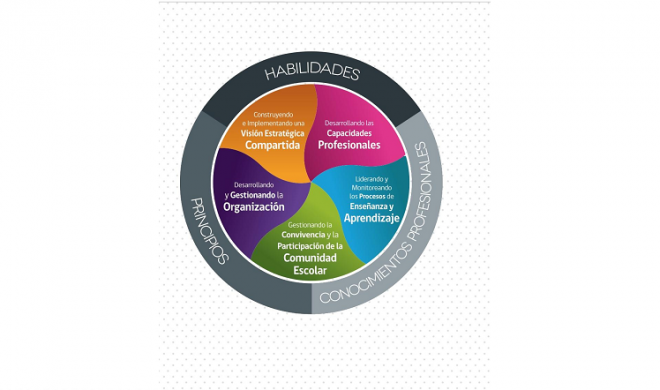 HABILIDADES
Construyendo
e Implementando una
Visión Estratégica
Compartida
Desarrollando las
Capacidades
Profesionales
Liderando y
Monitoreando
los Procesos de
Enseñanza y
Aprendizaje
Gestionando la
Convivencia y la
Participación de la
Comunidad
Escolar
Desarrollando
y Gestionando la
Organización
PRINCIPIOS
CONOCIMIENTOS PROFESIONALES